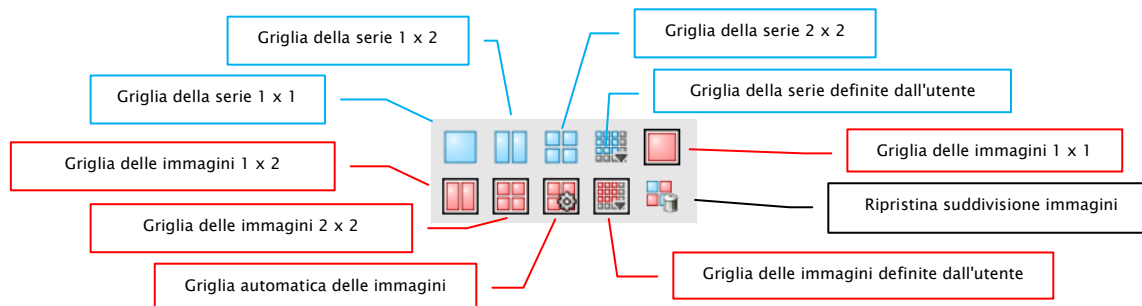 Griglia della serie 1 x 2
Griglia della serie 2 x 2
Griglia della serie 1 x 1
Griglia della serie definite dall'utente
Griglia delle immagini 1 x 2
Griglia delle immagini 1 x 1
Griglia delle immagini 2 x 2
Ripristina suddivisione immagini
Griglia automatica delle immagini
Griglia delle immagini definite dall'utente